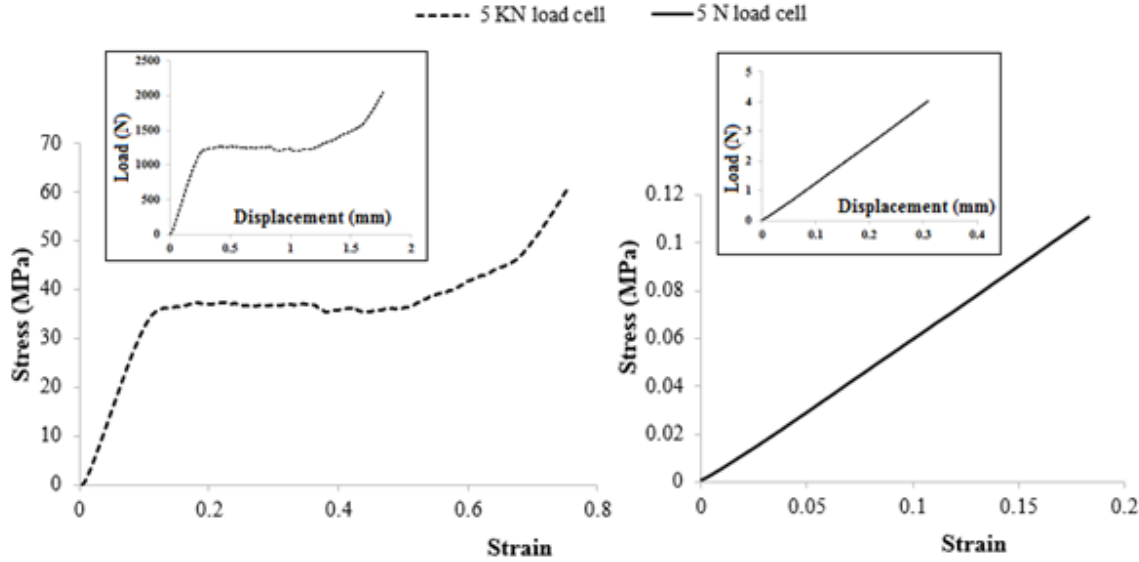 5 KN load cell 5 N load cell
2500
2000
1500
1000
500
0
0 0.5 1 1.5 2
Load (N)
Displacement (mm)
5
4
3
2
1
0
0 0.1 0.2 0.3 0.4
Load (N)
Displacement (mm)
70
60
50
40
30
20
10
0
0 0.2 0.4 0.6 0.8
Stress (MPa)
Strain
0.12
0.1
0.08
0.06
0.04
0.02
0
0 0.05 0.1 0.15 0.2
Stress (MPa)
Strain